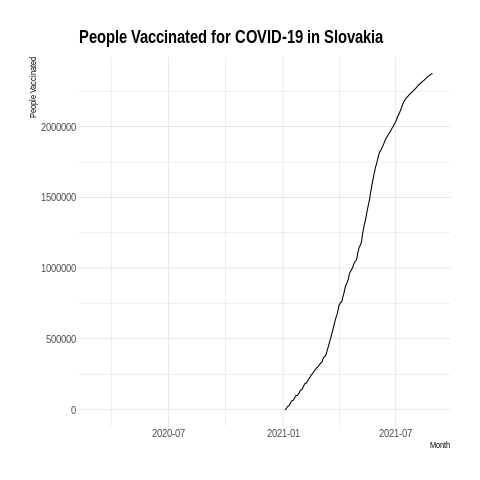 People Vaccinated for COVID-19 in Slovakia
People Vaccinated
2000000
1500000
1000000
500000
0
2020-07 2021-01 2021-07
Month